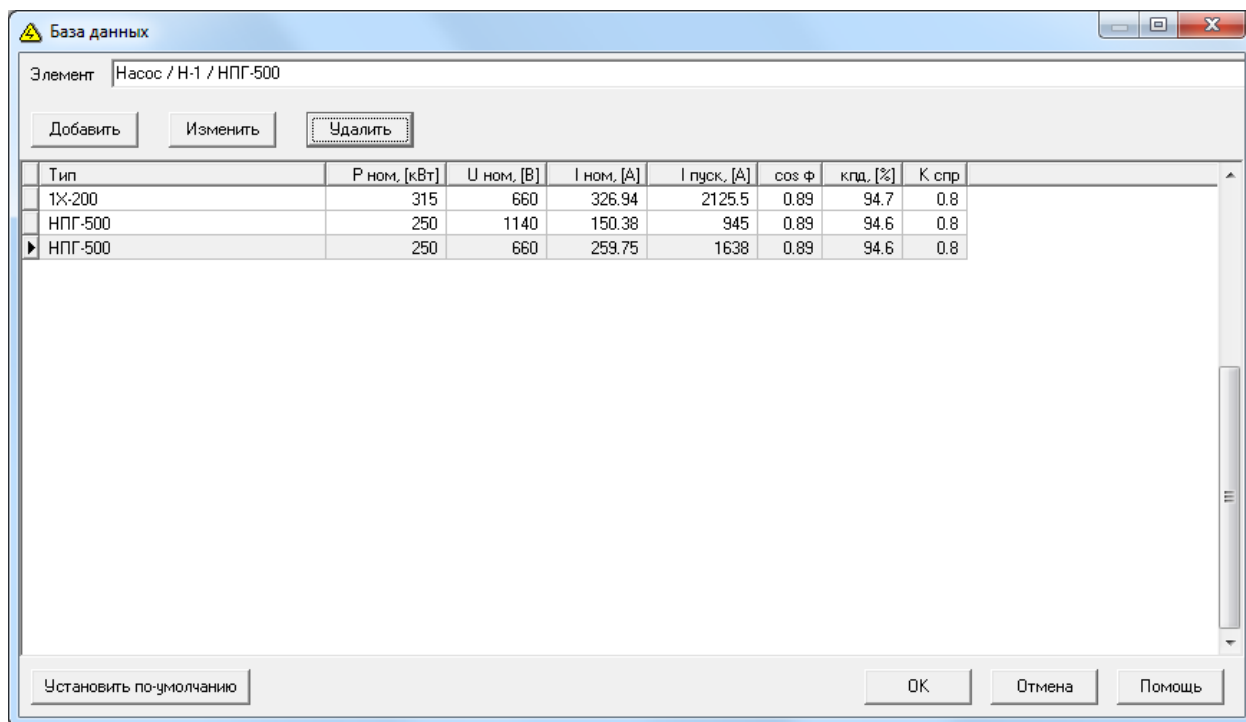 База данных
Элемент Насос / Н-1 / НПГ-500
Добавить Изменить Удалить
Тип P ном, [кВт] U ном, [В] I ном, [А] I пуск, [А] cos φ кпд, [%] К спр
1Х-200 315 660 326.94 2125.5 0.89 94.7 0.8
НПГ-500 250 1140 150.38 945 0.89 94.6 0.8
НПГ-500 250 660 259.75 1638 0.89 94.6 0.8
Установить по-умолчанию OK Отмена Помощь